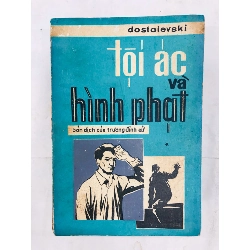 dostoievski
tội ác
và
hình phạt
bản dịch của trương đình cử